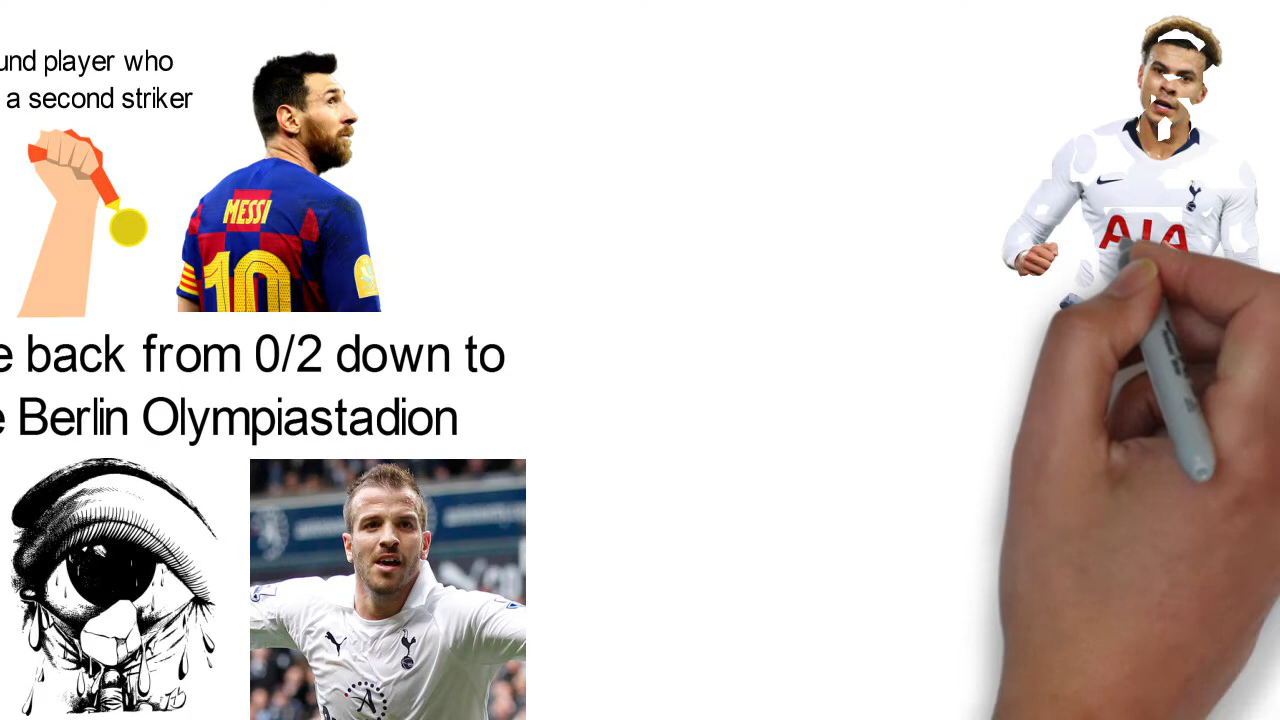 und player who
a second striker
MESSI
10
e back from 0/2 down to
e Berlin Olympiastadion
AIA